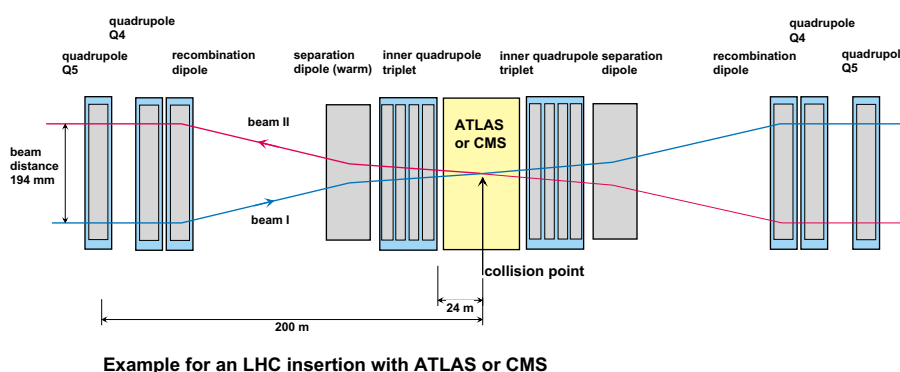 quadrupole
Q4
quadrupole
Q5
recombination
dipole
separation
dipole (warm)
inner quadrupole
triplet
inner quadrupole
triplet
separation
dipole
recombination
dipole
quadrupole
Q4
quadrupole
Q5
beam II
ATLAS
or CMS
beam
distance
194 mm
beam I
collision point
24 m
200 m
Example for an LHC insertion with ATLAS or CMS